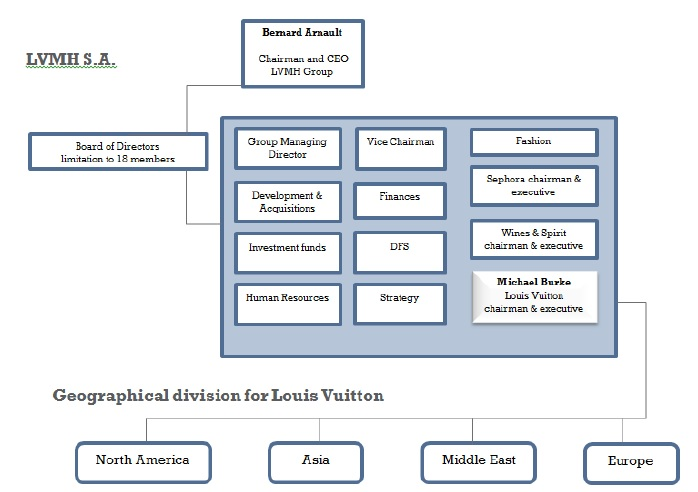 Bernard Arnault
Chairman and CEO
LVMH Group
LVMH S.A.
Board of Directors
limitation to 18 members
Group Managing
Director
Vice Chairman
Fashion
Development &
Acquisitions
Finances
Sephora chairman &
executive
Investment funds
DFS
Wines & Spirit
chairman & executive
Human Resources
Strategy
Michael Burke
Louis Vuitton
chairman & executive
Geographical division for Louis Vuitton
North America
Asia
Middle East
Europe